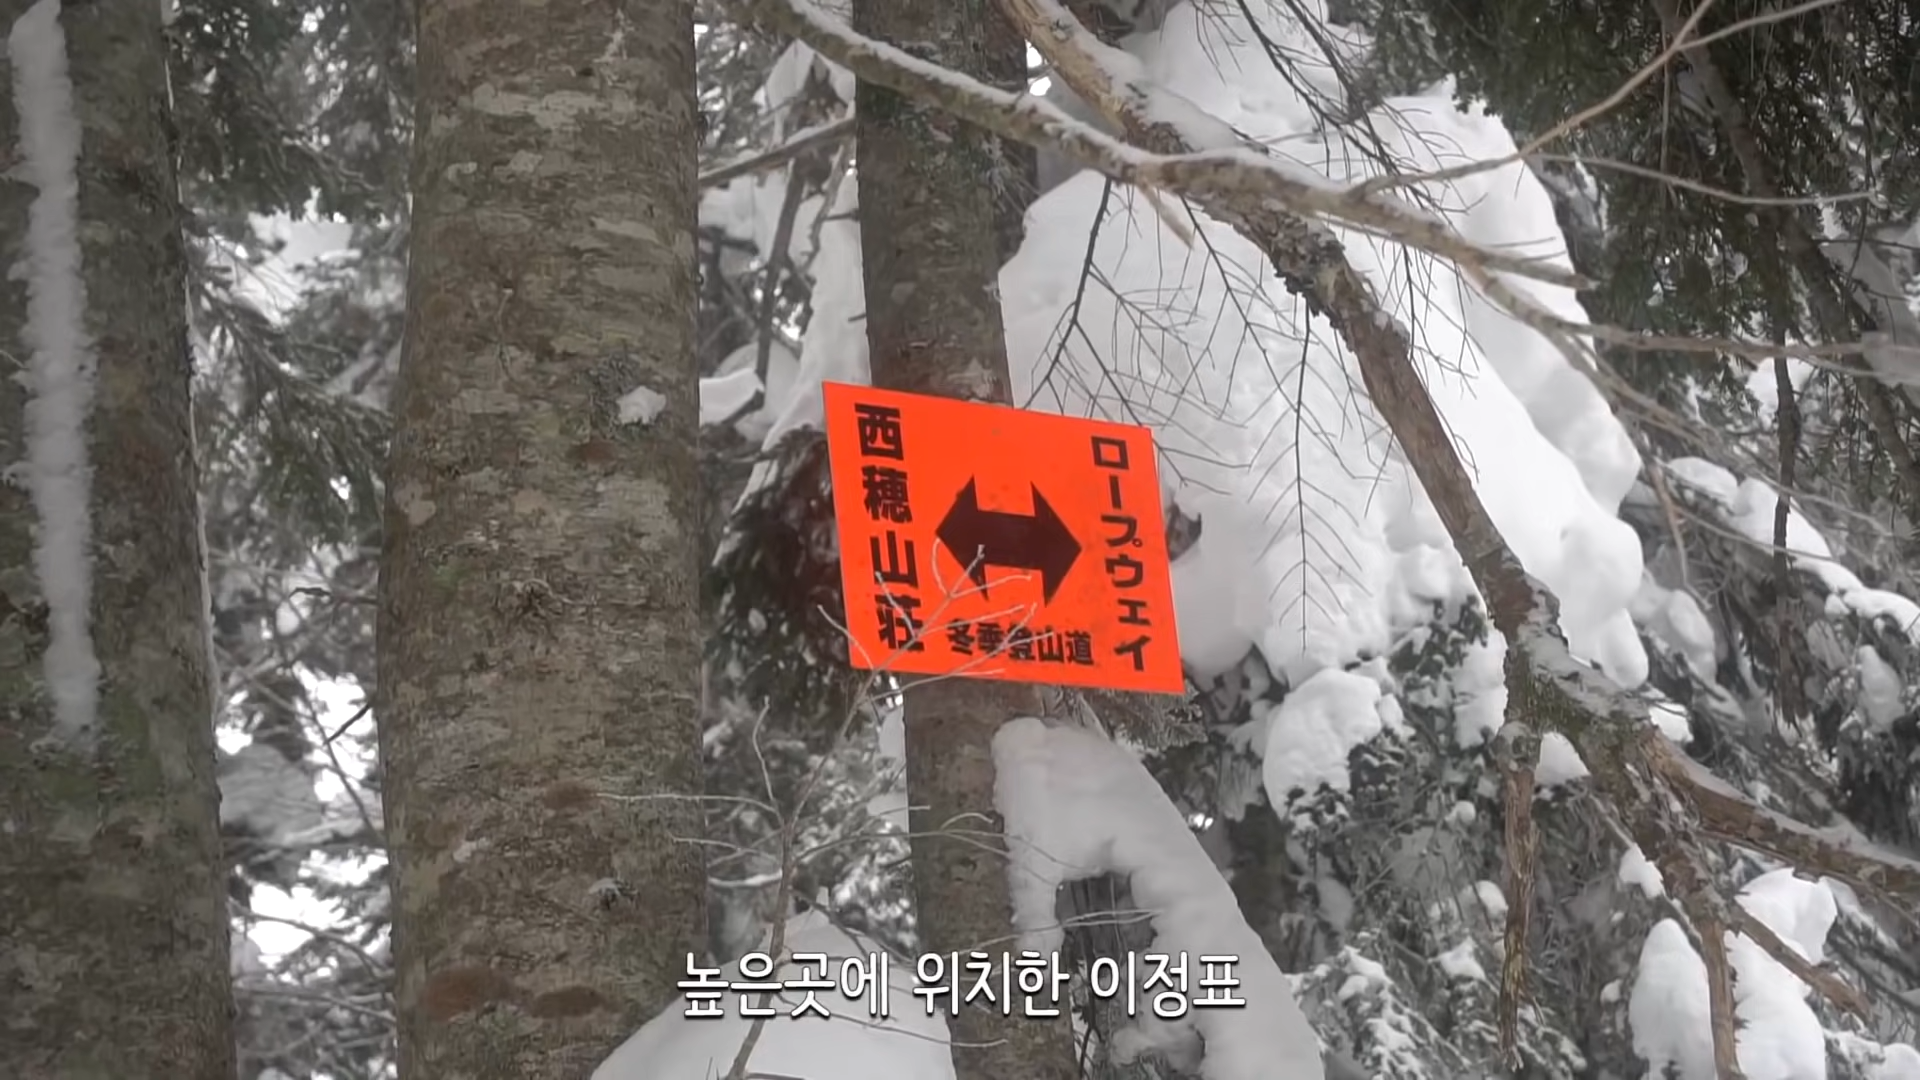 西穂山荘
ロープウェイ
冬季登山道
높은곳에 위치한 이정표